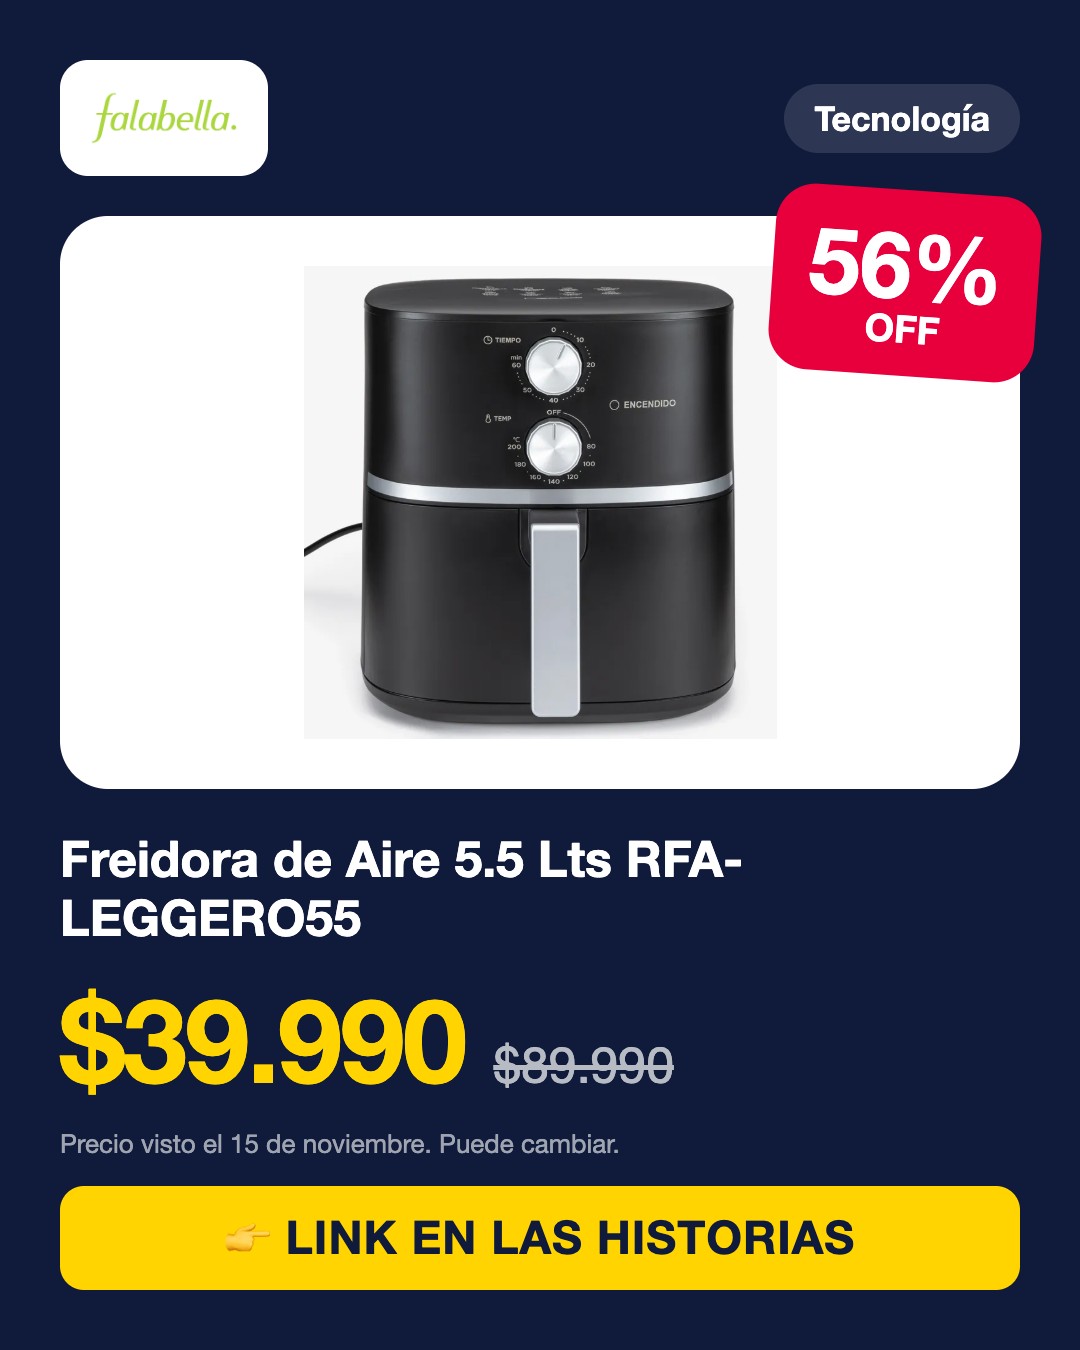 falabella.
Tecnología
56%
OFF
TIEMPO
0
10
min
60
20
50
30
40
ENCENDIDO
OFF
TEMP
°C
200
80
180
100
160
120
140
Freidora de Aire 5.5 Lts RFA-
LEGGERO55
$39.990 $89.990
Precio visto el 15 de noviembre. Puede cambiar.
👉 LINK EN LAS HISTORIAS